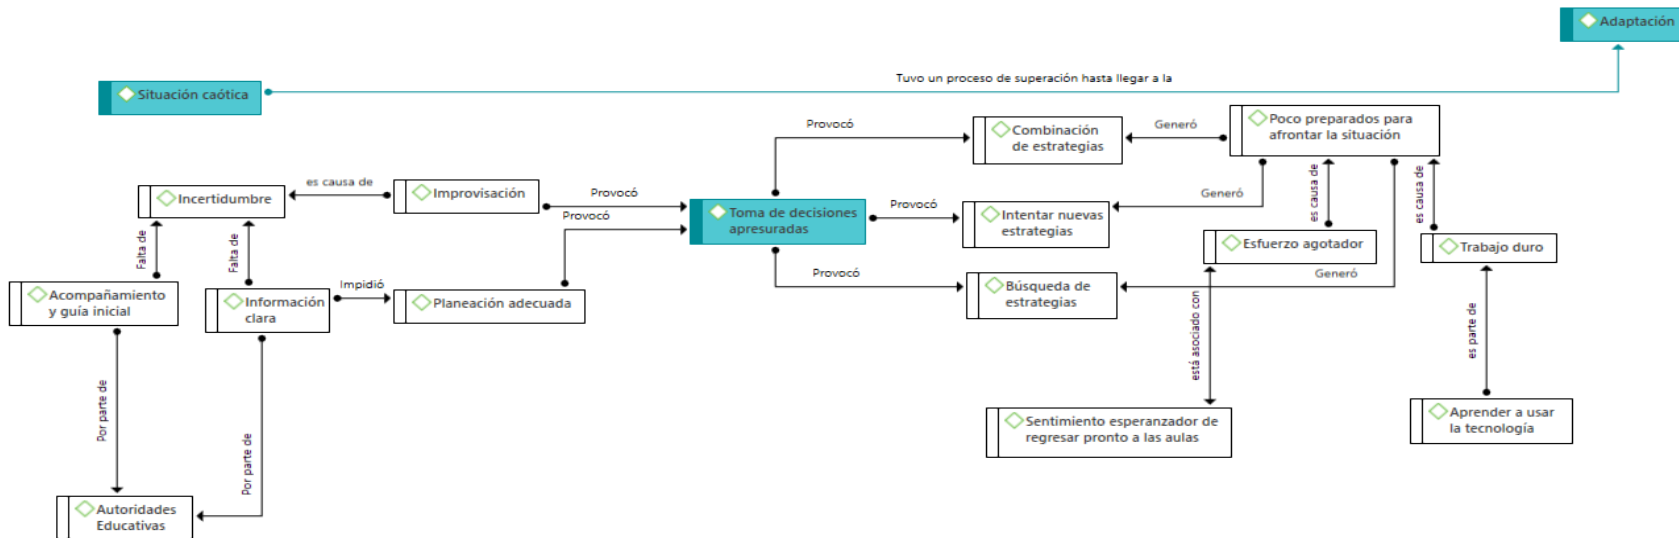 Adaptación
Tuvo un proceso de superación hasta llegar a la
Situación caótica
Provocó
Combinación
de estrategias
Generó
Poco preparados para
afrontar la situación
Incertidumbre
es causa de
Improvisación
Provocó
Provocó
Toma de decisiones
apresuradas
Provocó
Intentar nuevas
estrategias
Generó
es causa de
es causa de
Esfuerzo agotador
Trabajo duro
Falta de
Falta de
Acompañamiento
y guía inicial
Información
clara
Impidió
Planeación adecuada
Provocó
Búsqueda de
estrategias
Generó
está asociado con
es parte de
Por parte de
Por parte de
Sentimiento esperanzador de
regresar pronto a las aulas
Aprender a usar
la tecnología
Autoridades
Educativas